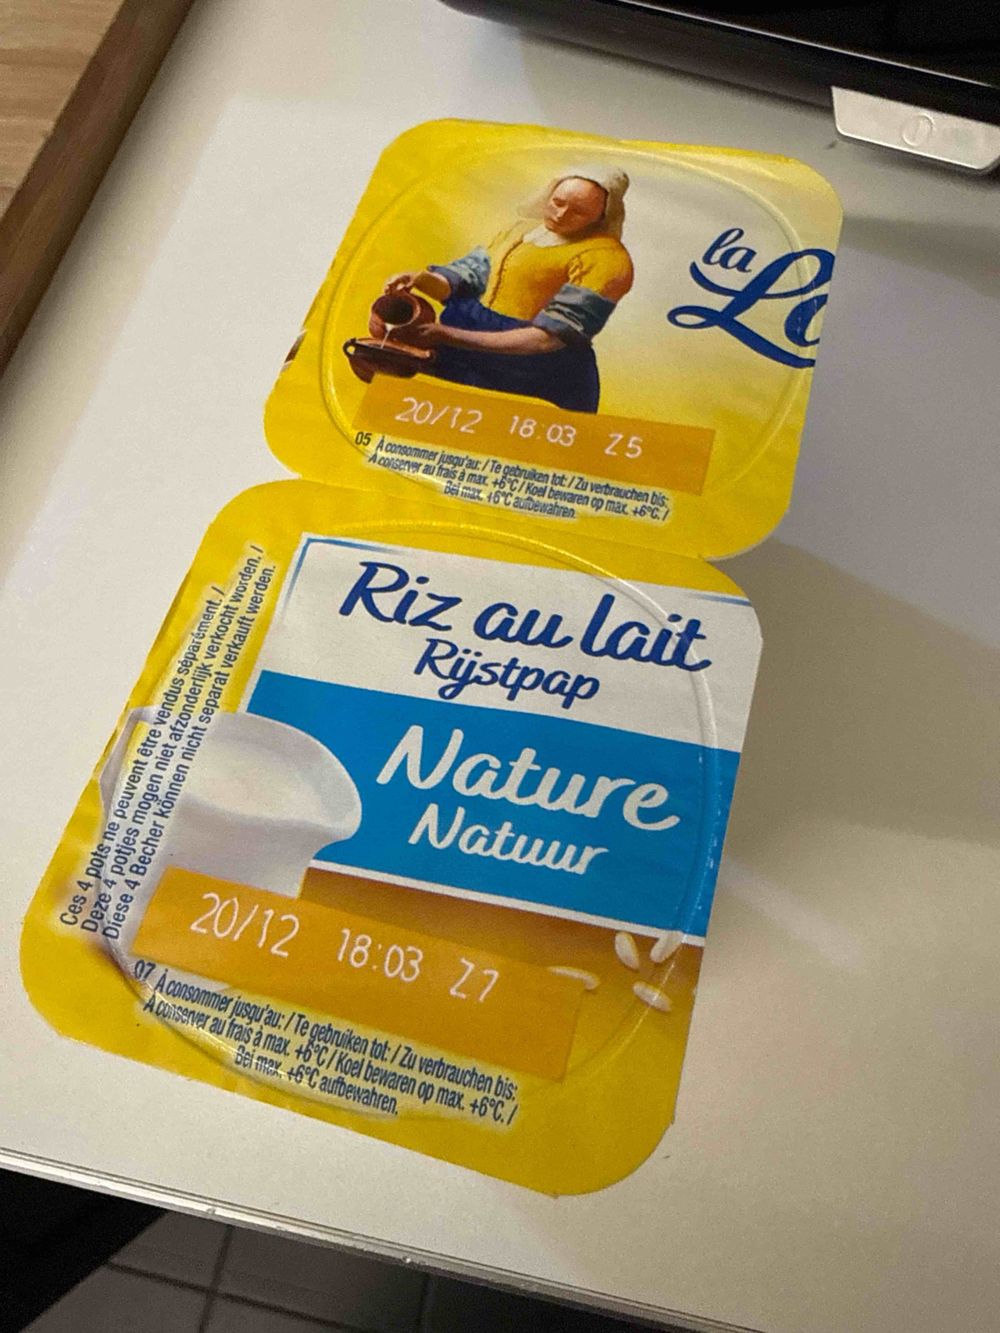 la
20/12 18:03 Z5
05 À consommer jusqu'au: / Te gebruiken tot: / Zu verbrauchen bis:
A conserver au frais à max. +6°C / Koel bewaren op max. +6°C. /
Bei max. +6°C aufbewahren.
Riz au lait
Rijstpap
Nature
Natuur
Ces 4 pots ne peuvent être vendus séparément. /
Deze 4 potjes mogen niet afzonderlijk verkocht worden. /
Diese 4 Becher können nicht separat verkauft werden.
20/12 18:03 Z7
07 À consommer jusqu'au: / Te gebruiken tot: / Zu verbrauchen bis:
A conserver au frais à max. +6°C / Koel bewaren op max. +6°C. /
Bei max. +6°C aufbewahren.